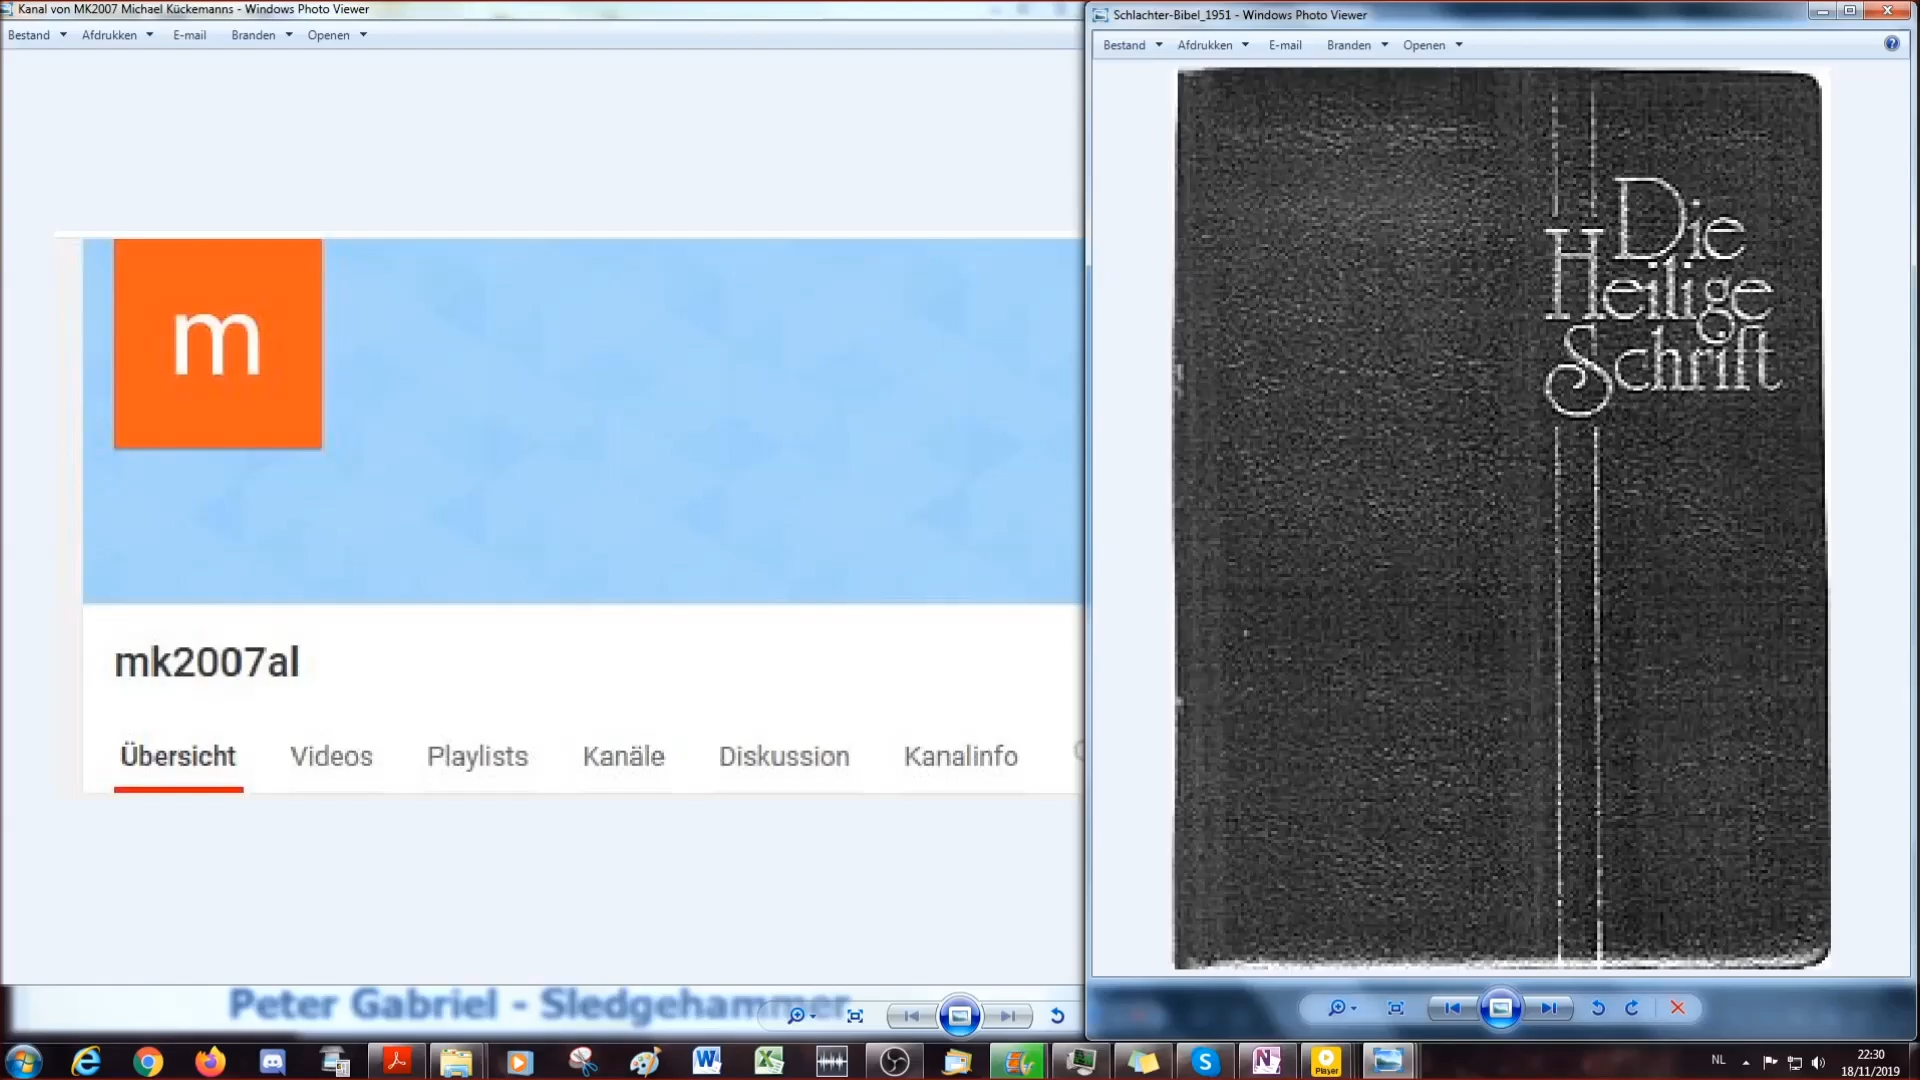 Kanal von MK2007 Michael Kückemanns - Windows Photo Viewer
Bestand Afdrukken E-mail Branden Openen
m
mk2007al
Übersicht Videos Playlists Kanäle Diskussion Kanalinfo
Peter Gabriel - Sledgehammer
Schlachter-Bibel_1951 - Windows Photo Viewer
Bestand Afdrukken E-mail Branden Openen
Die
Heilige
Schrift
Player
NL
22:30
18/11/2019